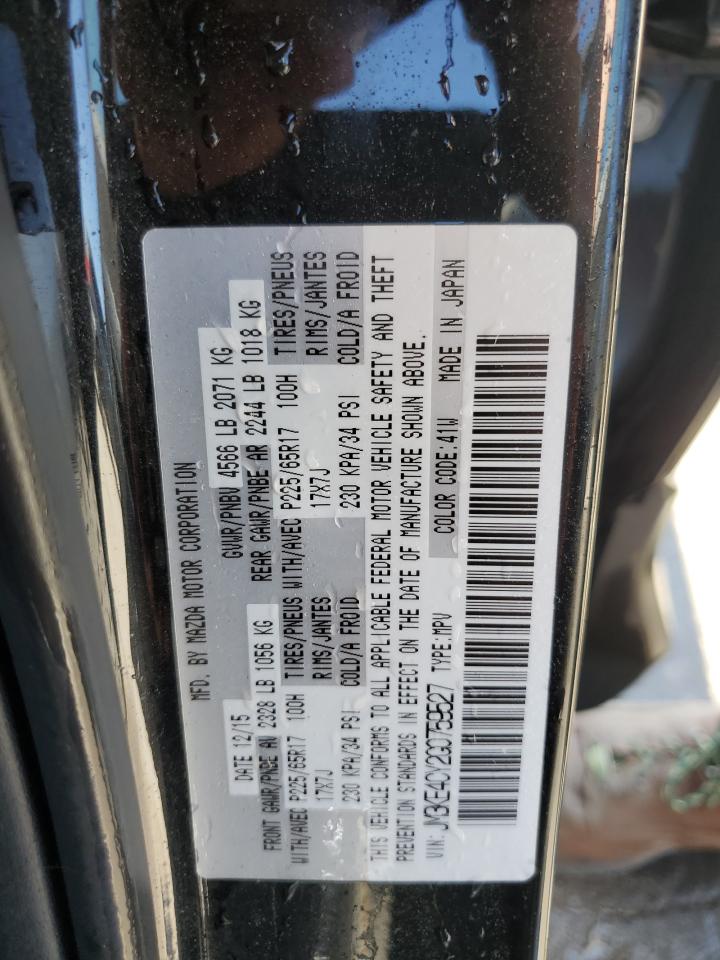 MFD. BY MAZDA MOTOR CORPORATION
DATE 12/15 GVWR/PNBV 4566 LB 2071 KG
FRONT GAWR/PNBE AV 2328 LB 1056 KG REAR GAWR/PNBE AR 2244 LB 1018 KG
WITH/AVEC P225/65R17 100H TIRES/PNEUS WITH/AVEC P225/65R17 100H TIRES/PNEUS
17X7J RIMS/JANTES 17X7J RIMS/JANTES
230 KPA/34 PSI COLD/A FROID 230 KPA/34 PSI COLD/A FROID
THIS VEHICLE CONFORMS TO ALL APPLICABLE FEDERAL MOTOR VEHICLE SAFETY AND THEFT
PREVENTION STANDARDS IN EFFECT ON THE DATE OF MANUFACTURE SHOWN ABOVE.
VIN: JM3KE4CY2G0759527 TYPE:MPV COLOR CODE:41W MADE IN JAPAN